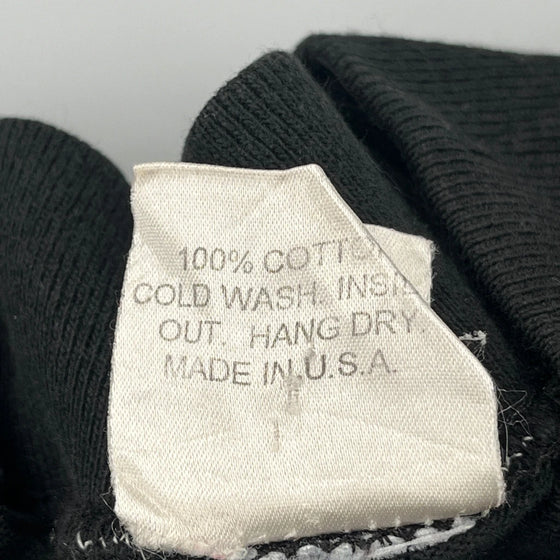 100% COTTO
COLD WASH. INSI
OUT. HANG DRY.
MADE IN U.S.A.